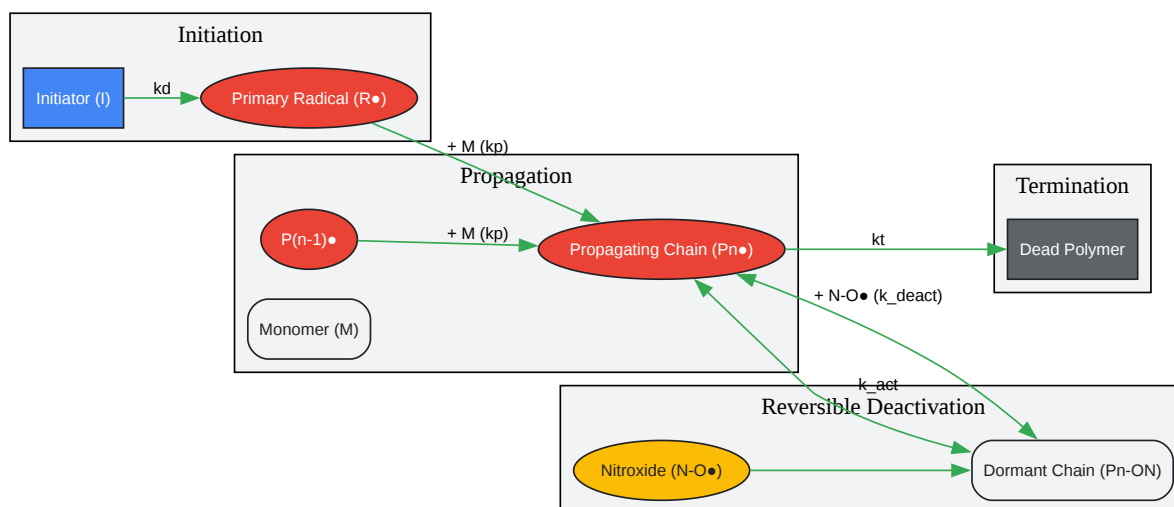 Initiation
Initiator (I)
kd
Primary Radical (R●)
+ M (kp)
Propagation
P(n-1)●
+ M (kp)
Propagating Chain (Pn●)
Monomer (M)
kt
Termination
Dead Polymer
+ N-O● (k_deact)
k_act
Reversible Deactivation
Nitroxide (N-O●)
Dormant Chain (Pn-ON)